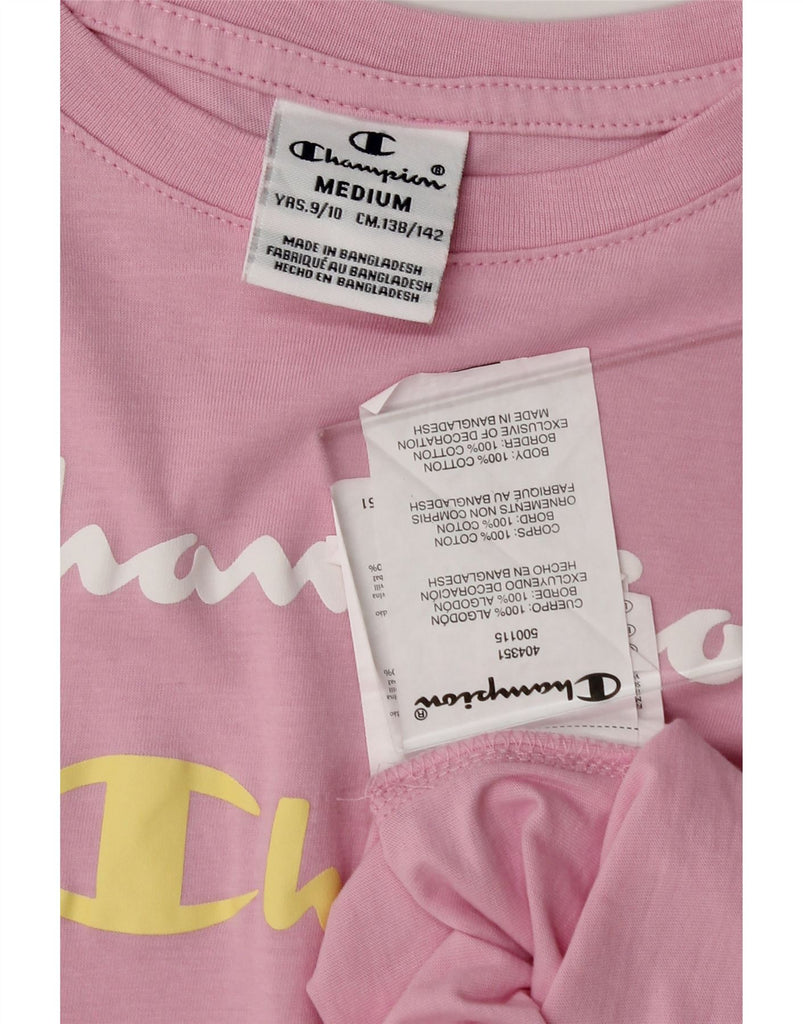 Champion®
MEDIUM
YRS.9/10 CM.138/142
MADE IN BANGLADESH
FABRIQUÉ AU BANGLADESH
HECHO EN BANGLADESH
Champion®
404351
500115
CUERPO: 100% ALGODÓN
BORDE: 100% ALGODÓN
EXCLUYENDO DECORACIÓN
HECHO EN BANGLADESH
CORPS: 100% COTON
BORD: 100% COTON
ORNEMENTS NON COMPRIS
FABRIQUÉ AU BANGLADESH
BODY: 100% COTTON
BORDER: 100% COTTON
EXCLUSIVE OF DECORATION
MADE IN BANGLADESH
51
Ch